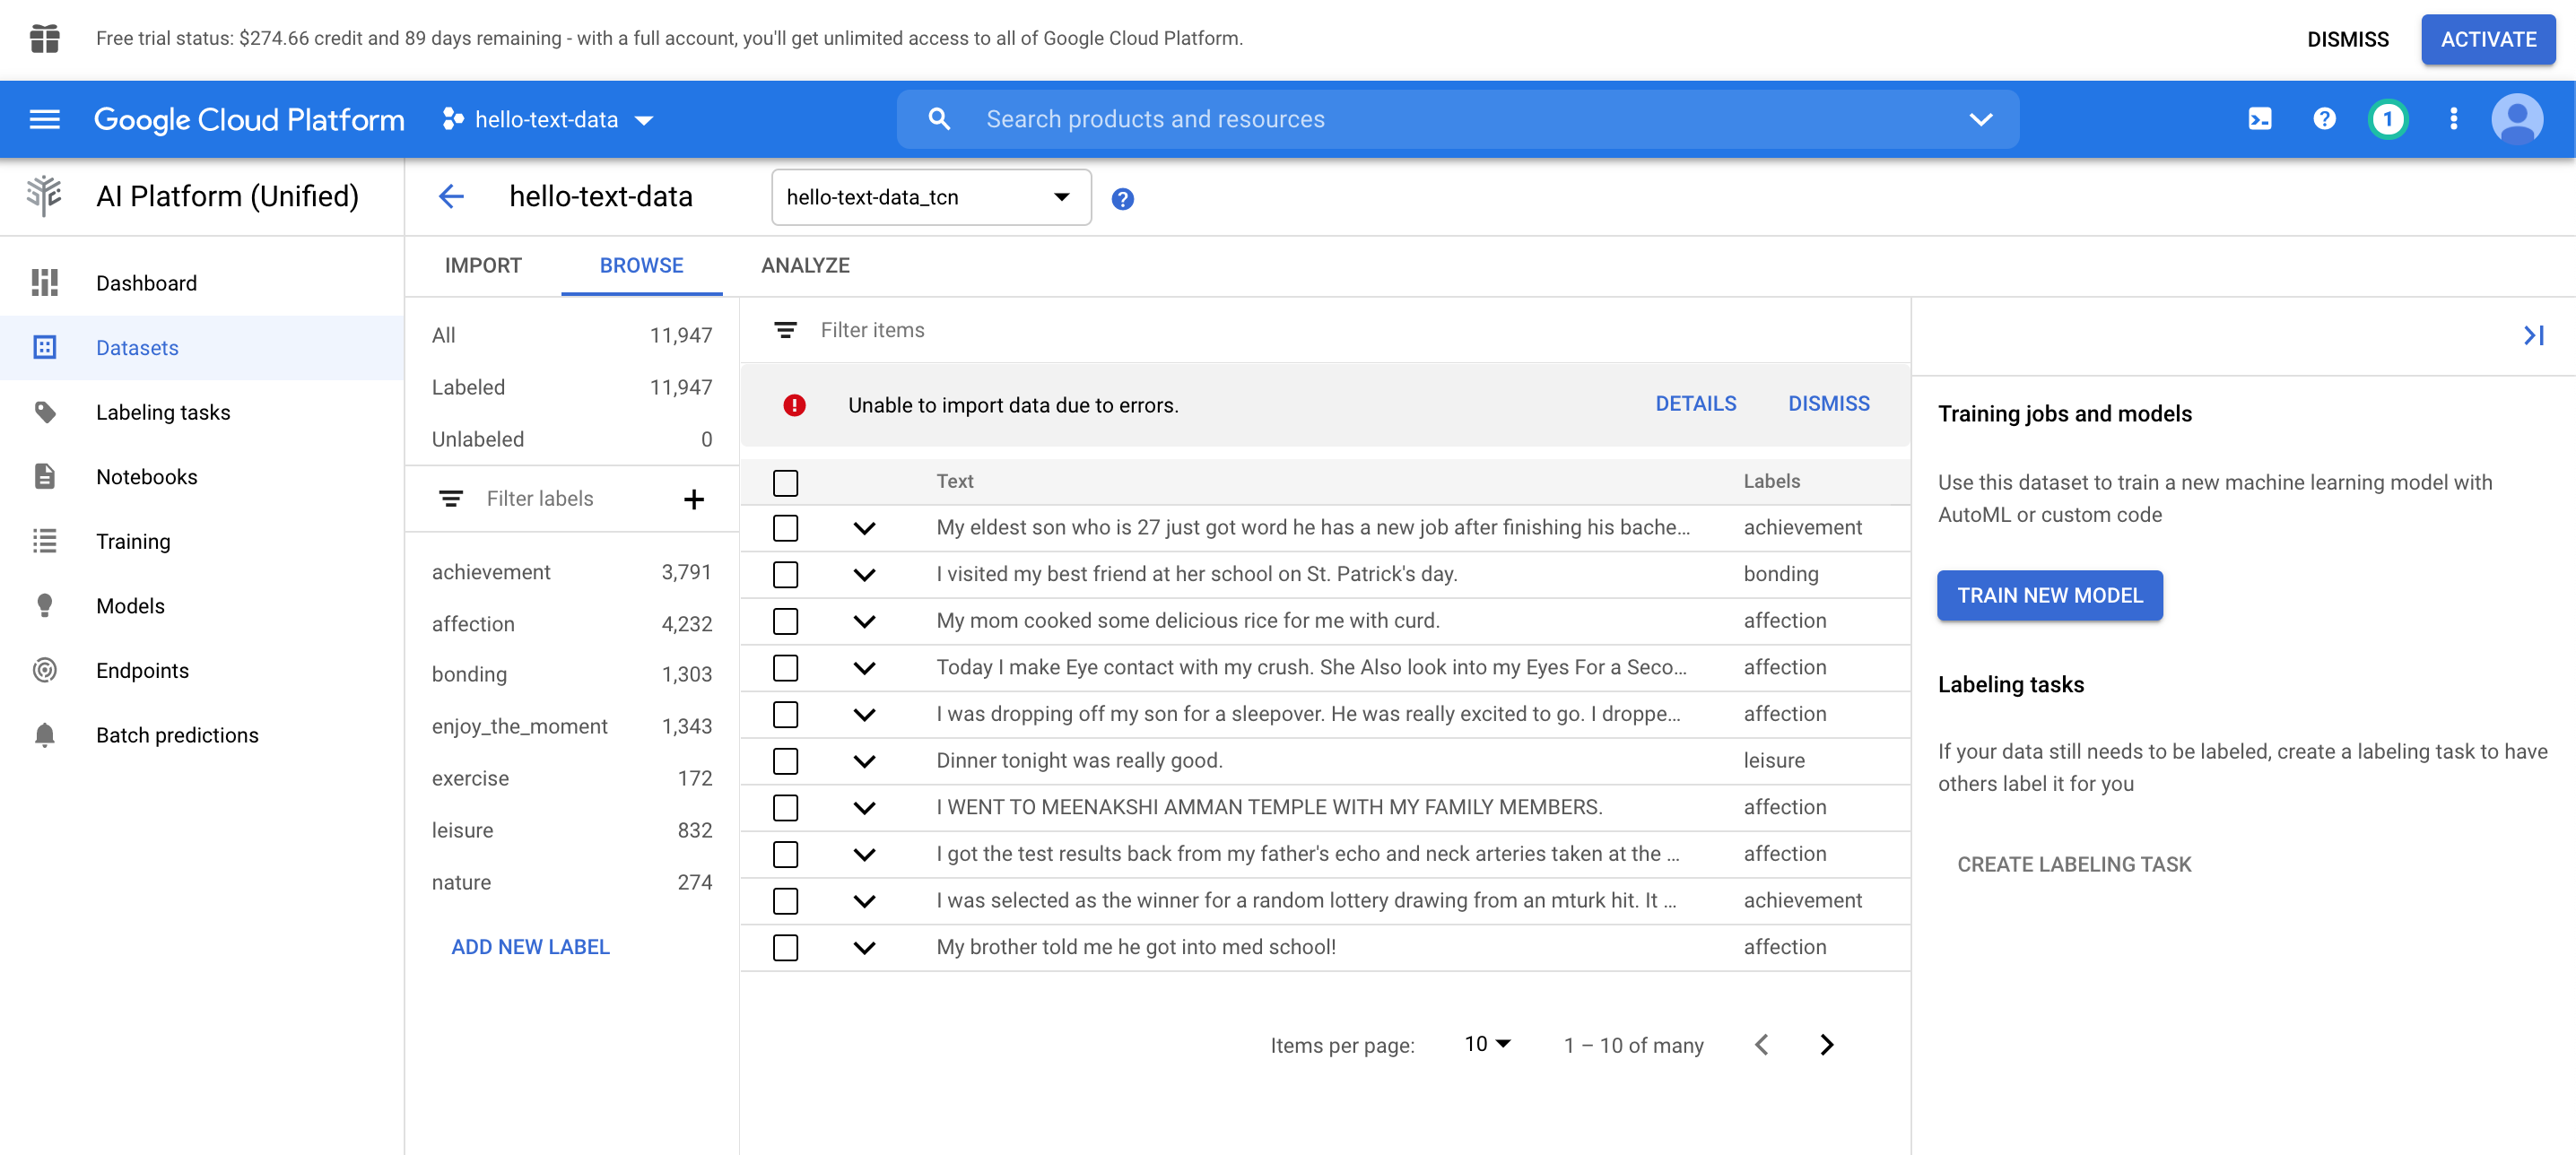 Free trial status: $274.66 credit and 89 days remaining - with a full account, you'll get unlimited access to all of Google Cloud Platform.
DISMISS
ACTIVATE
Google Cloud Platform
hello-text-data
Search products and resources
1
AI Platform (Unified)
hello-text-data
hello-text-data_tcn
Dashboard
Datasets
Labeling tasks
Notebooks
Training
Models
Endpoints
Batch predictions
IMPORT
BROWSE
ANALYZE
All 11,947
Labeled 11,947
Unlabeled 0
Filter labels
achievement 3,791
affection 4,232
bonding 1,303
enjoy_the_moment 1,343
exercise 172
leisure 832
nature 274
ADD NEW LABEL
Filter items
Unable to import data due to errors.
DETAILS
DISMISS
Text Labels
My eldest son who is 27 just got word he has a new job after finishing his bache... achievement
I visited my best friend at her school on St. Patrick's day. bonding
My mom cooked some delicious rice for me with curd. affection
Today I make Eye contact with my crush. She Also look into my Eyes For a Seco... affection
I was dropping off my son for a sleepover. He was really excited to go. I droppe... affection
Dinner tonight was really good. leisure
I WENT TO MEENAKSHI AMMAN TEMPLE WITH MY FAMILY MEMBERS. affection
I got the test results back from my father's echo and neck arteries taken at the ... affection
I was selected as the winner for a random lottery drawing from an mturk hit. It ... achievement
My brother told me he got into med school! affection
Items per page: 10 1 – 10 of many
Training jobs and models
Use this dataset to train a new machine learning model with
AutoML or custom code
TRAIN NEW MODEL
Labeling tasks
If your data still needs to be labeled, create a labeling task to have
others label it for you
CREATE LABELING TASK